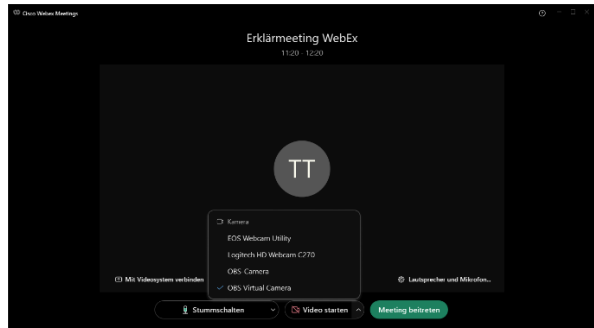 Cisco Webex Meetings
Erklärmeeting WebEx
11:20 - 12:20
TT
Kamera
EOS Webcam Utility
Logitech HD Webcam C270
OBS-Camera
OBS Virtual Camera
Mit Videosystem verbinden
Lautsprecher und Mikrofon...
Stummschalten
Video starten
Meeting beitreten